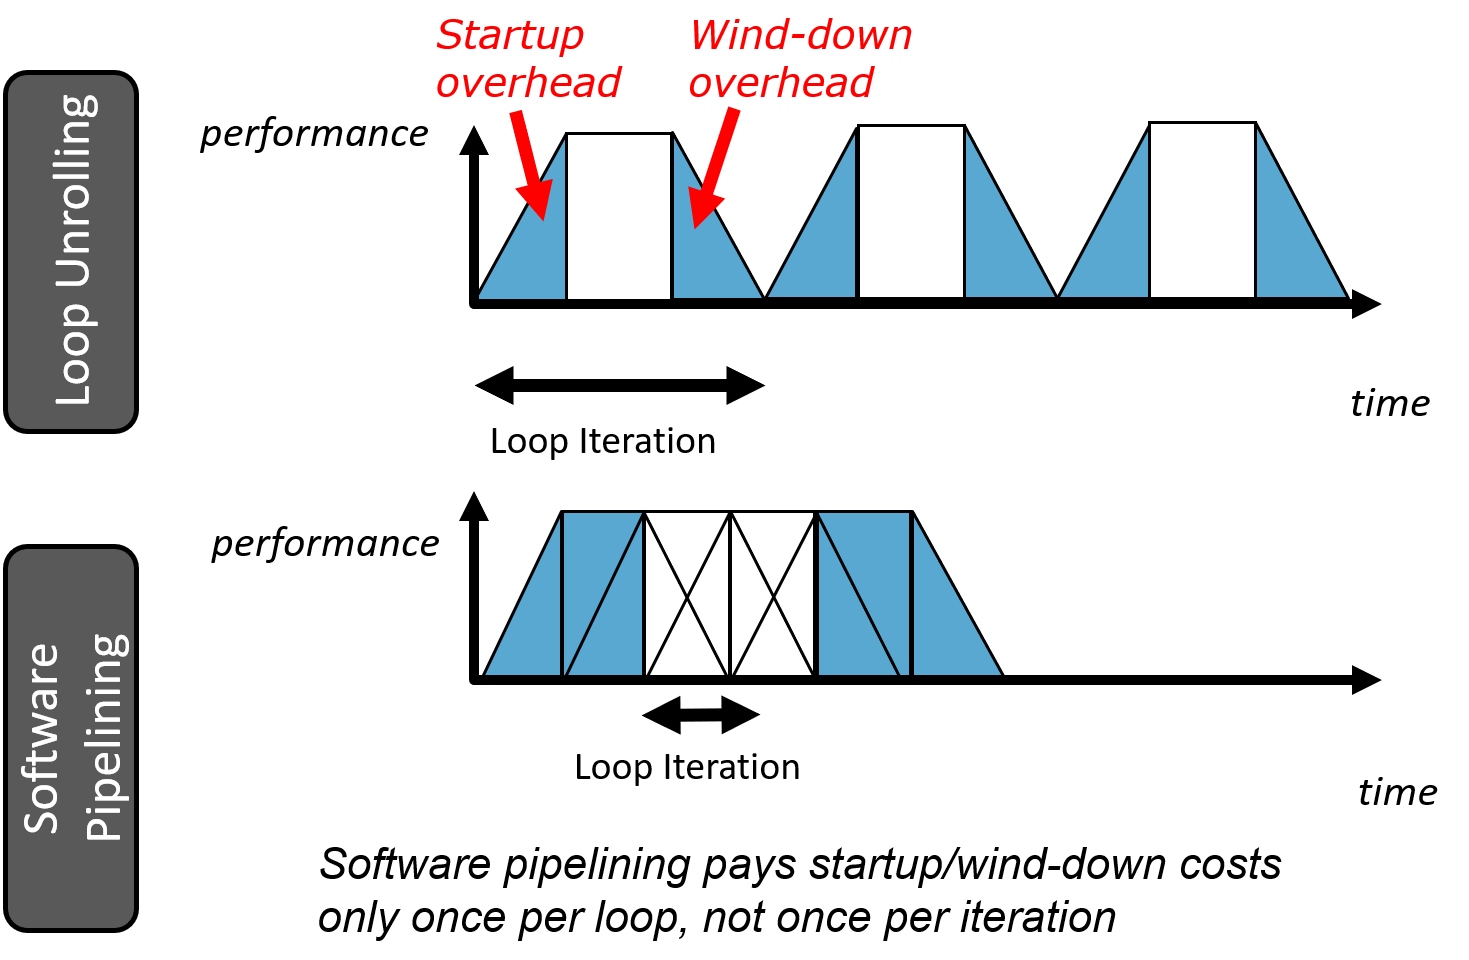 Startup
overhead
Wind-down
overhead
Loop Unrolling
performance
time
Loop Iteration
Software
Pipelining
performance
Loop Iteration
time
Software pipelining pays startup/wind-down costs
only once per loop, not once per iteration